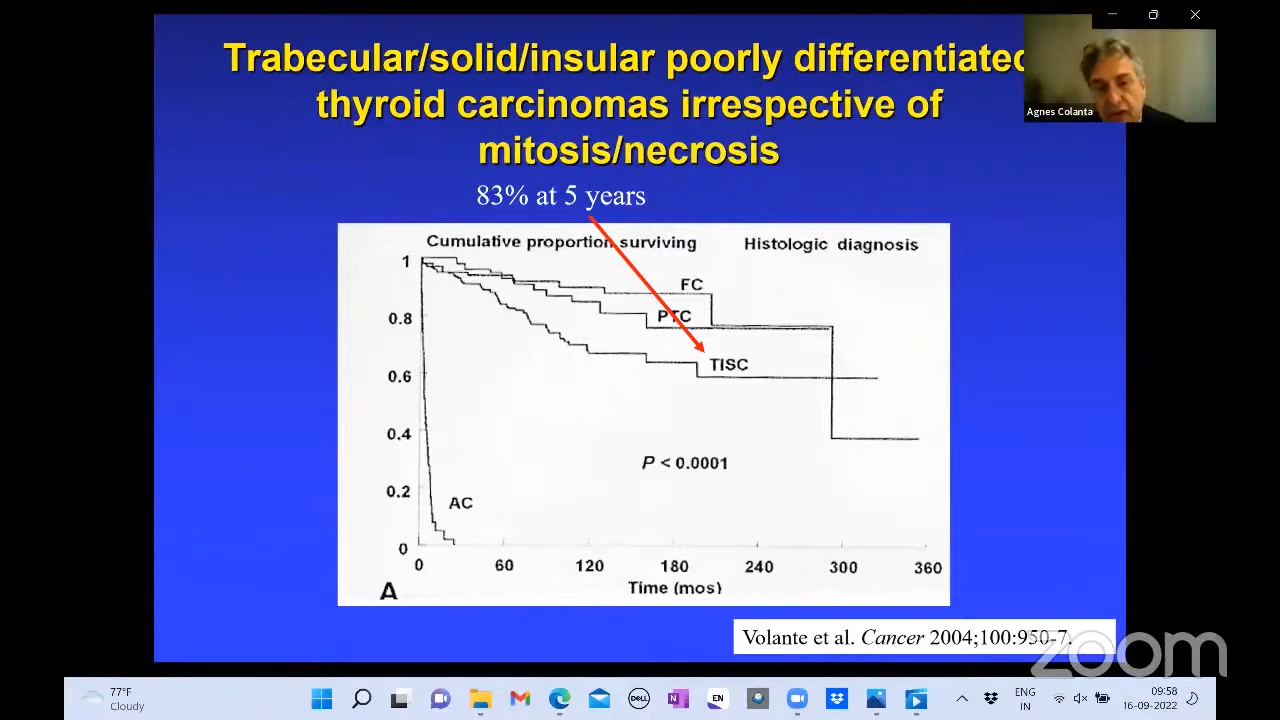 Trabecular/solid/insular poorly differentiated
thyroid carcinomas irrespective of
mitosis/necrosis
Agnes Colanta
83% at 5 years
Cumulative proportion surviving
Histologic diagnosis
1
0.8
0.6
0.4
0.2
0
FC
PTC
TISC
P < 0.0001
AC
0 60 120 180 240 300 360
Time (mos)
A
Volante et al. Cancer 2004;100:950-7.
zoom
77°F
Cloudy
DELL
N
EN
ENG
IN
09:58
16-09-2022